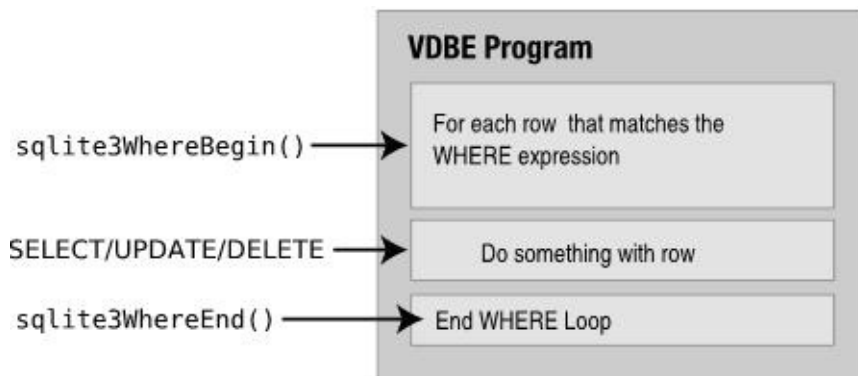 VDBE Program
sqlite3WhereBegin()
For each row that matches the
WHERE expression
SELECT/UPDATE/DELETE
Do something with row
sqlite3WhereEnd()
End WHERE Loop